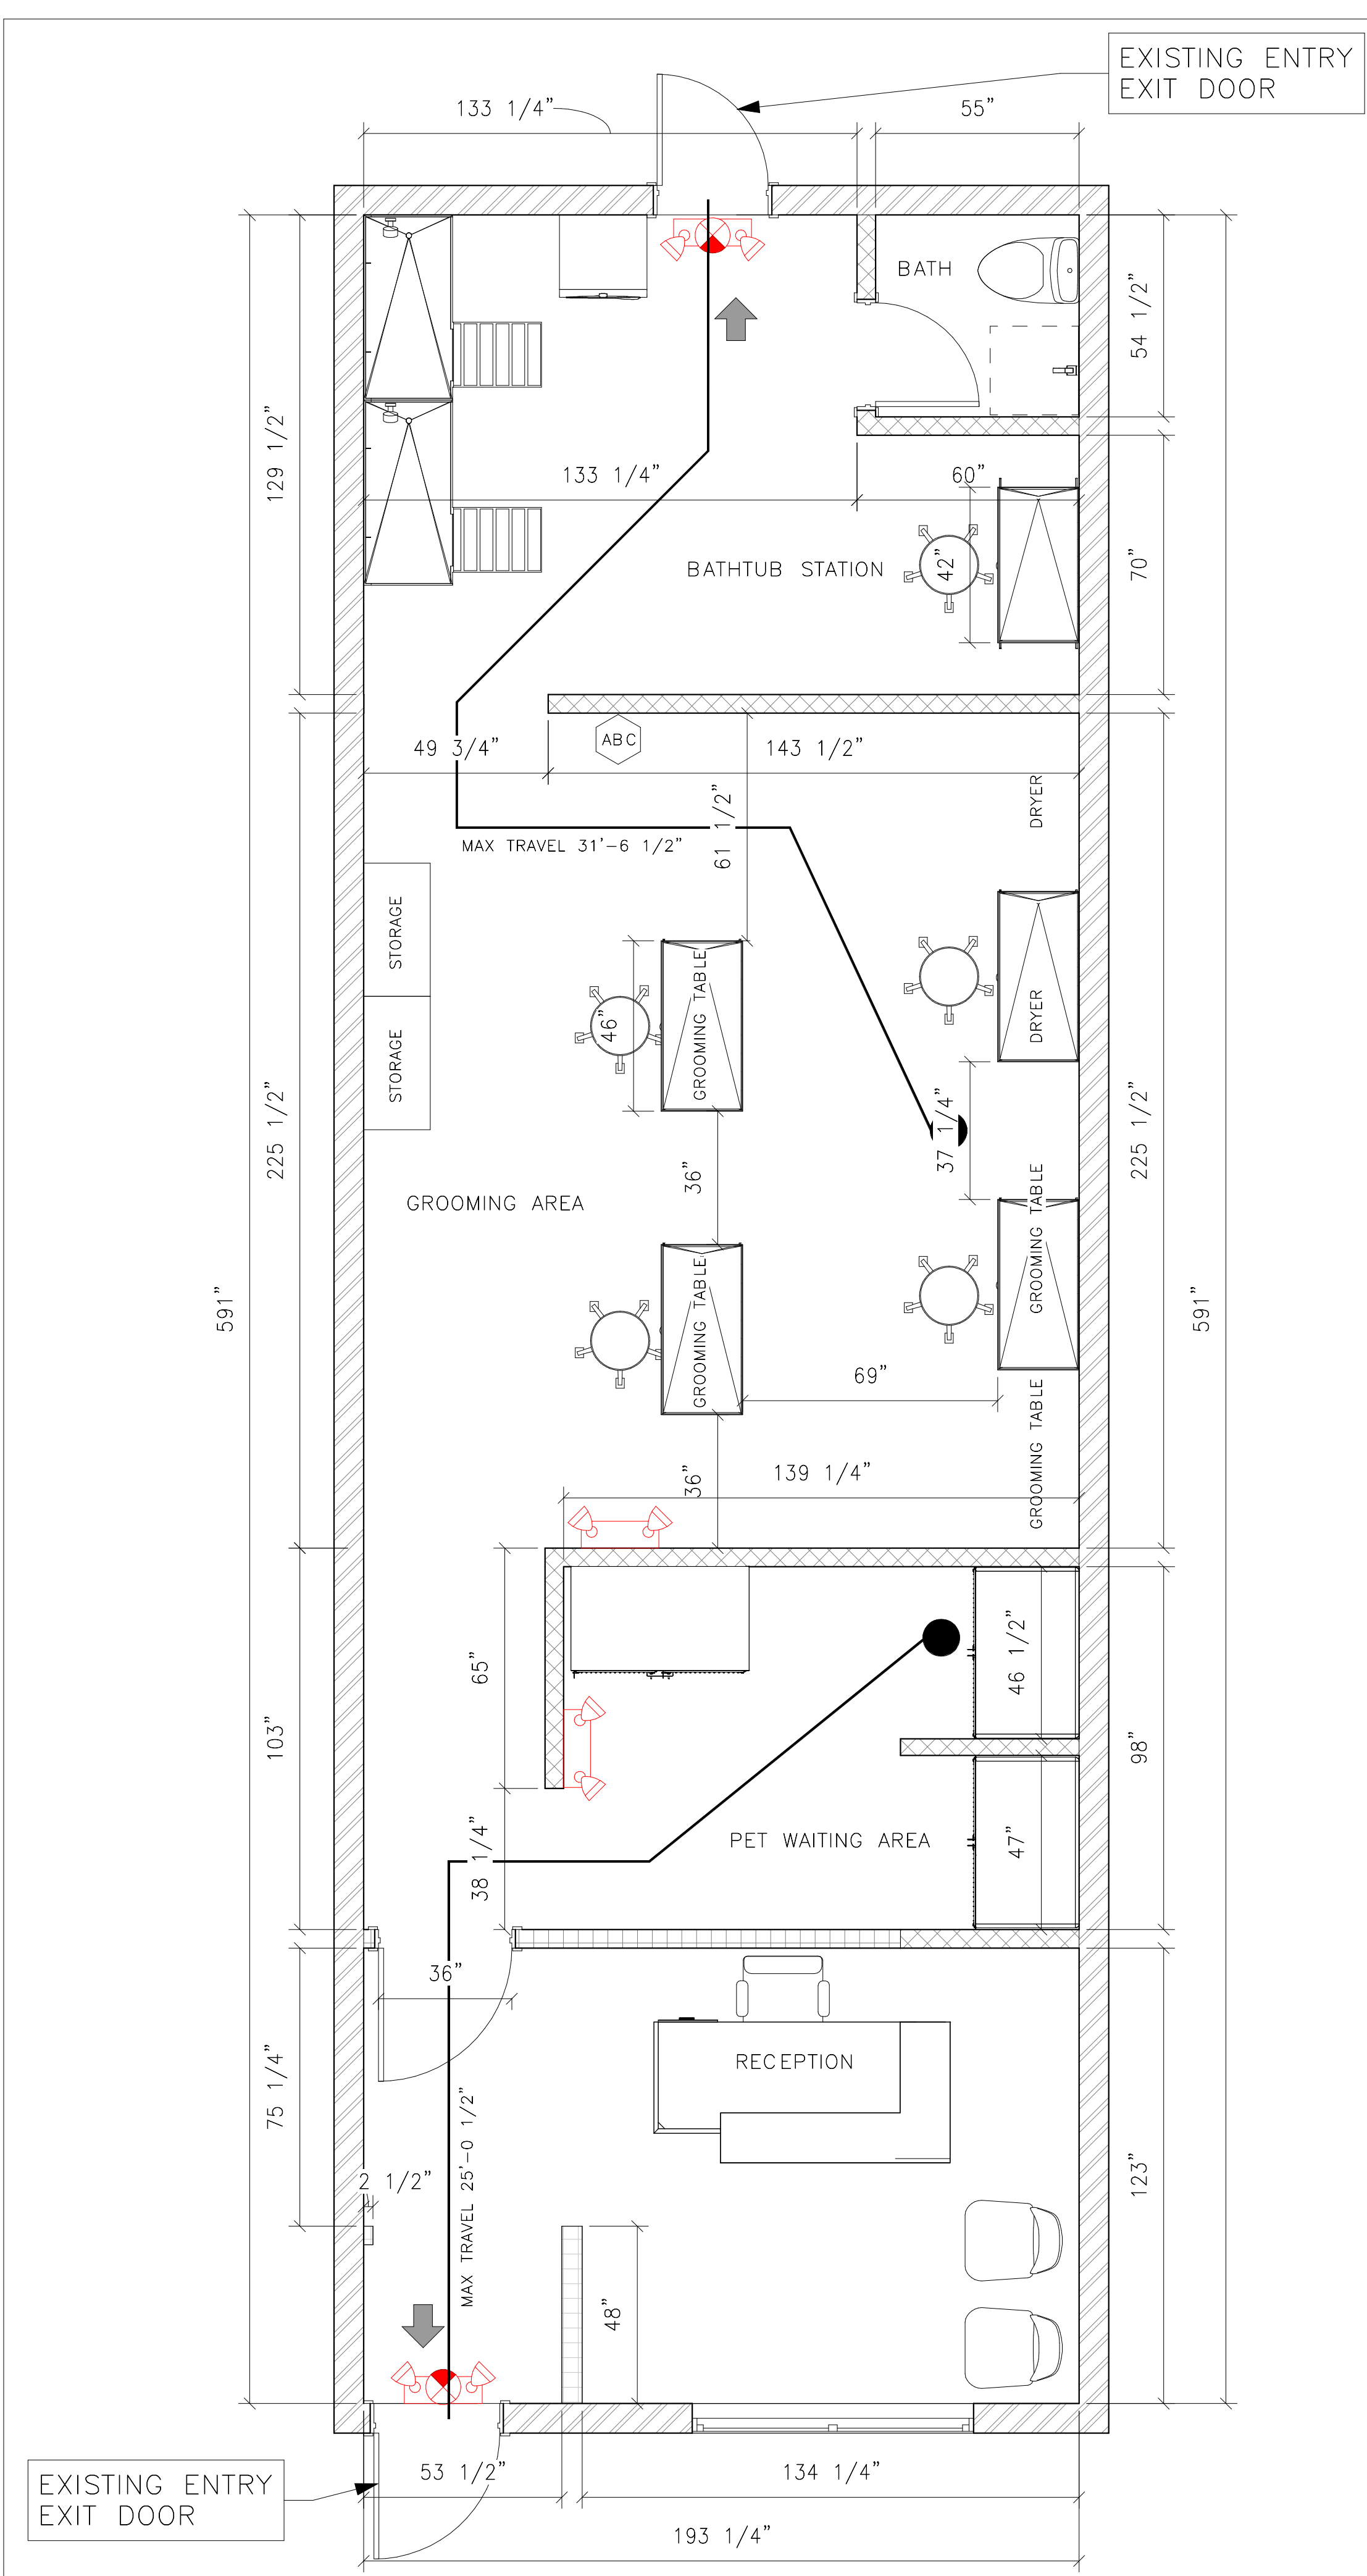 EXISTING ENTRY
EXIT DOOR
133 1/4”
55”
BATH
54 1/2”
129 1/2”
133 1/4”
60”
42”
BATHTUB STATION
70”
49 3/4”
ABC
143 1/2”
61 1/2”
DRYER
MAX TRAVEL 31’-6 1/2”
STORAGE
GROOMING TABLE
46”
DRYER
STORAGE
37 1/4”
225 1/2”
225 1/2”
36”
GROOMING AREA
GROOMING TABLE
591”
591”
GROOMING TABLE
69”
GROOMING TABLE
139 1/4”
36”
65”
46 1/2”
103”
98”
38 1/4”
PET WAITING AREA
47”
36”
RECEPTION
75 1/4”
MAX TRAVEL 25’-0 1/2”
2 1/2”
123”
48”
53 1/2”
134 1/4”
EXISTING ENTRY
EXIT DOOR
193 1/4”